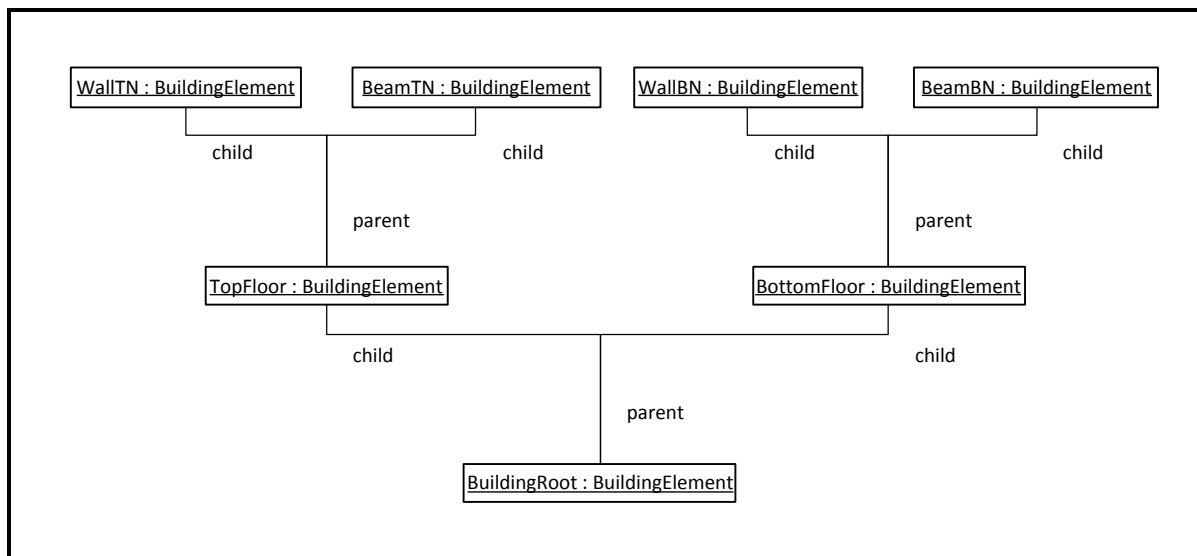 WallTN : BuildingElement
BeamTN : BuildingElement
WallBN : BuildingElement
BeamBN : BuildingElement
child
child
child
child
parent
parent
TopFloor : BuildingElement
BottomFloor : BuildingElement
child
child
parent
BuildingRoot : BuildingElement